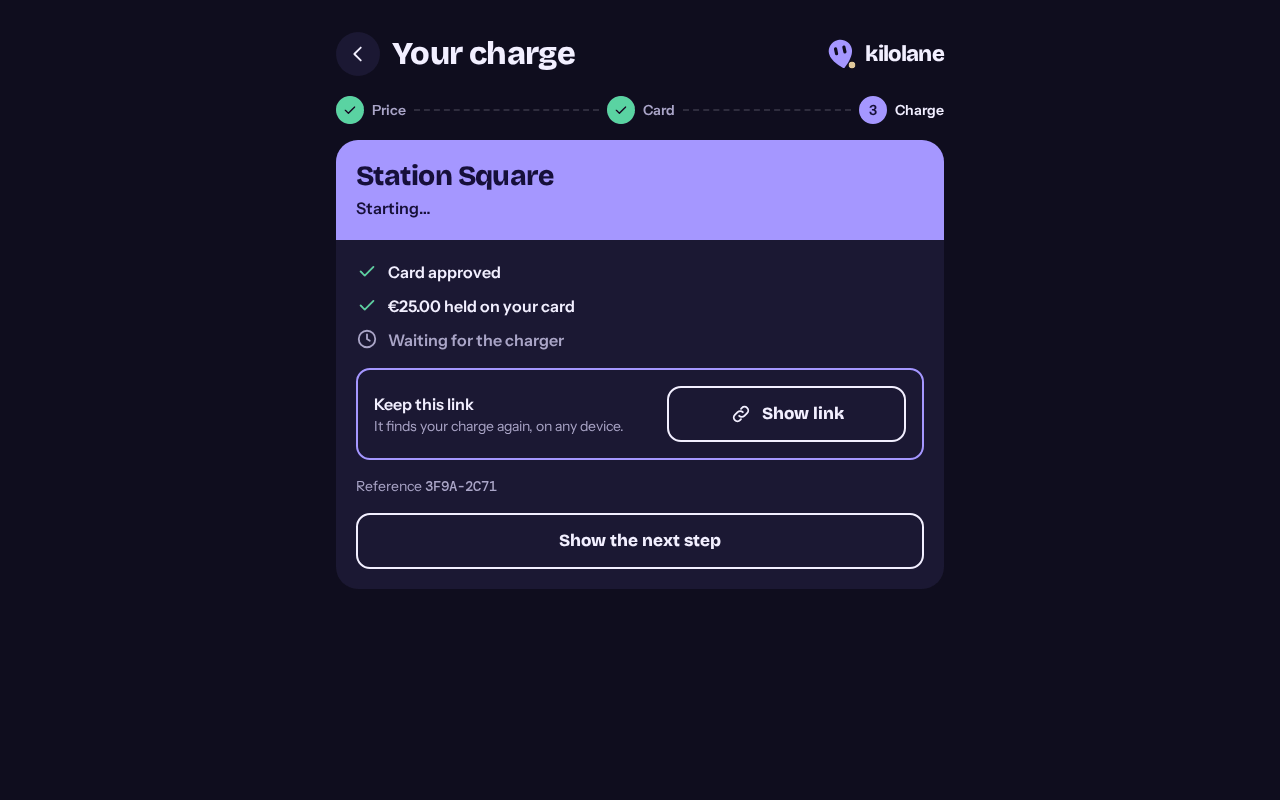 Your charge
kilolane
Price
Card
3
Charge
Station Square
Starting…
Card approved
€25.00 held on your card
Waiting for the charger
Keep this link
It finds your charge again, on any device.
Show link
Reference 3F9A-2C71
Show the next step